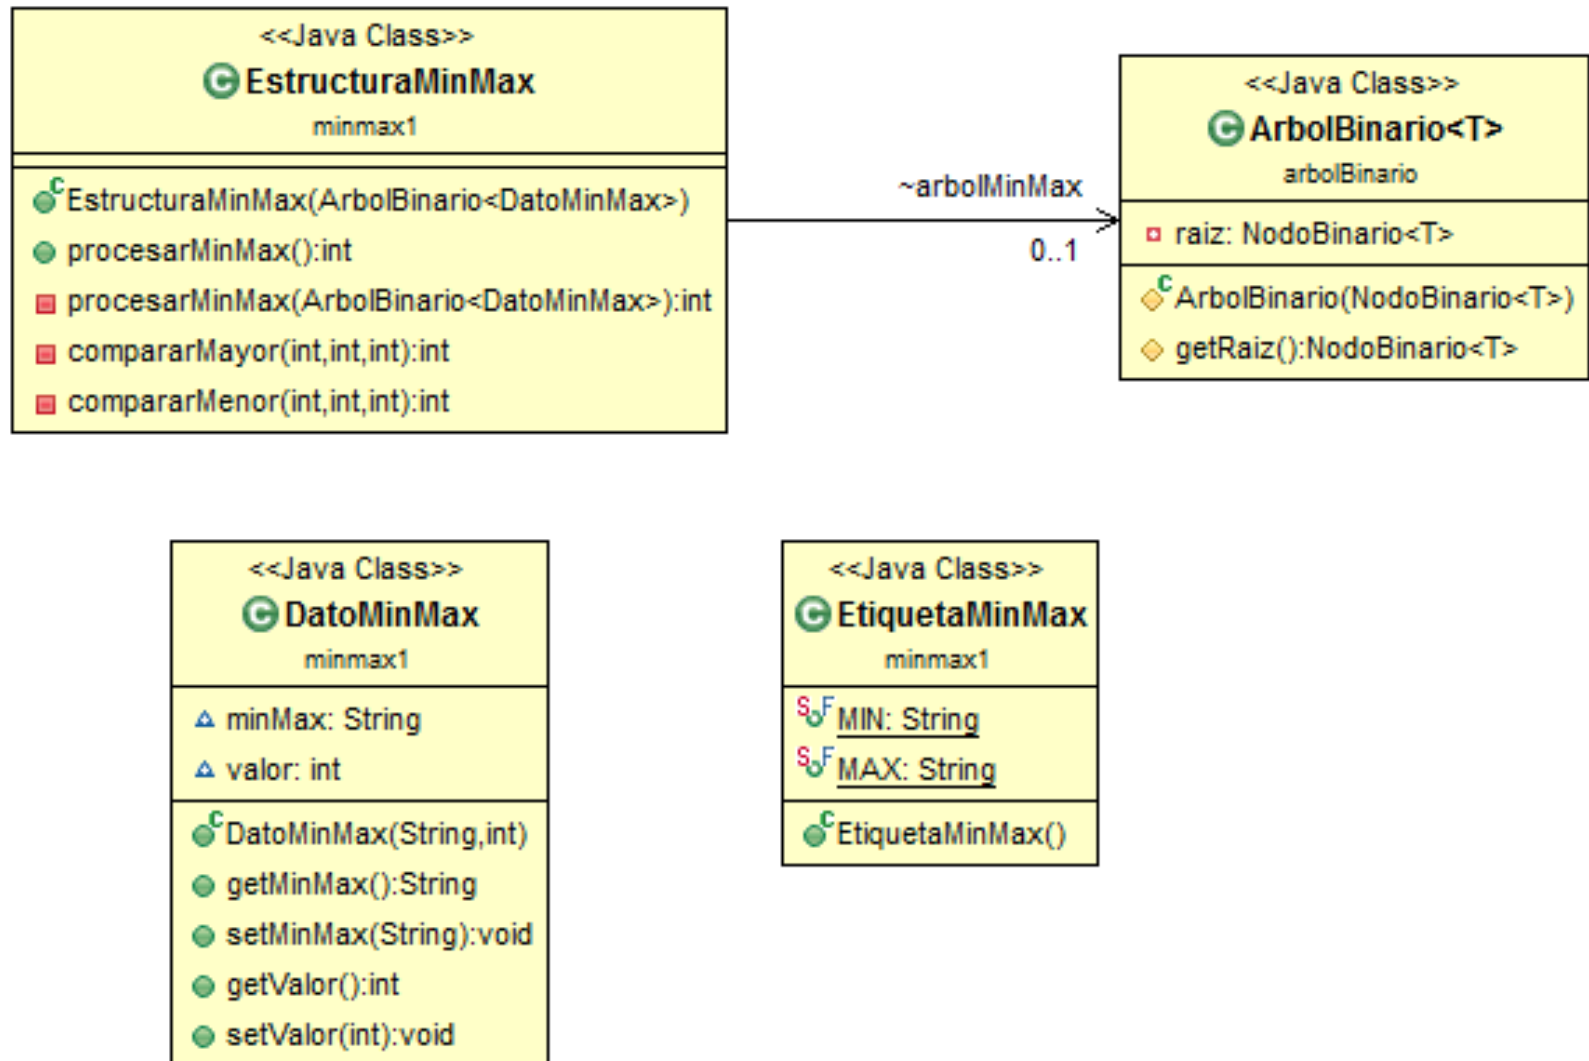 <<Java Class>>
EstructuraMinMax
minmax1
EstructuraMinMax(ArbolBinario<DatoMinMax>)
procesarMinMax():int
procesarMinMax(ArbolBinario<DatoMinMax>):int
compararMayor(int,int,int):int
compararMenor(int,int,int):int
~arbolMinMax
0..1
<<Java Class>>
ArbolBinario<T>
arbolBinario
raiz: NodoBinario<T>
ArbolBinario(NodoBinario<T>)
getRaiz():NodoBinario<T>
<<Java Class>>
DatoMinMax
minmax1
minMax: String
valor: int
DatoMinMax(String,int)
getMinMax():String
setMinMax(String):void
getValor():int
setValor(int):void
<<Java Class>>
EtiquetaMinMax
minmax1
MIN: String
MAX: String
EtiquetaMinMax()